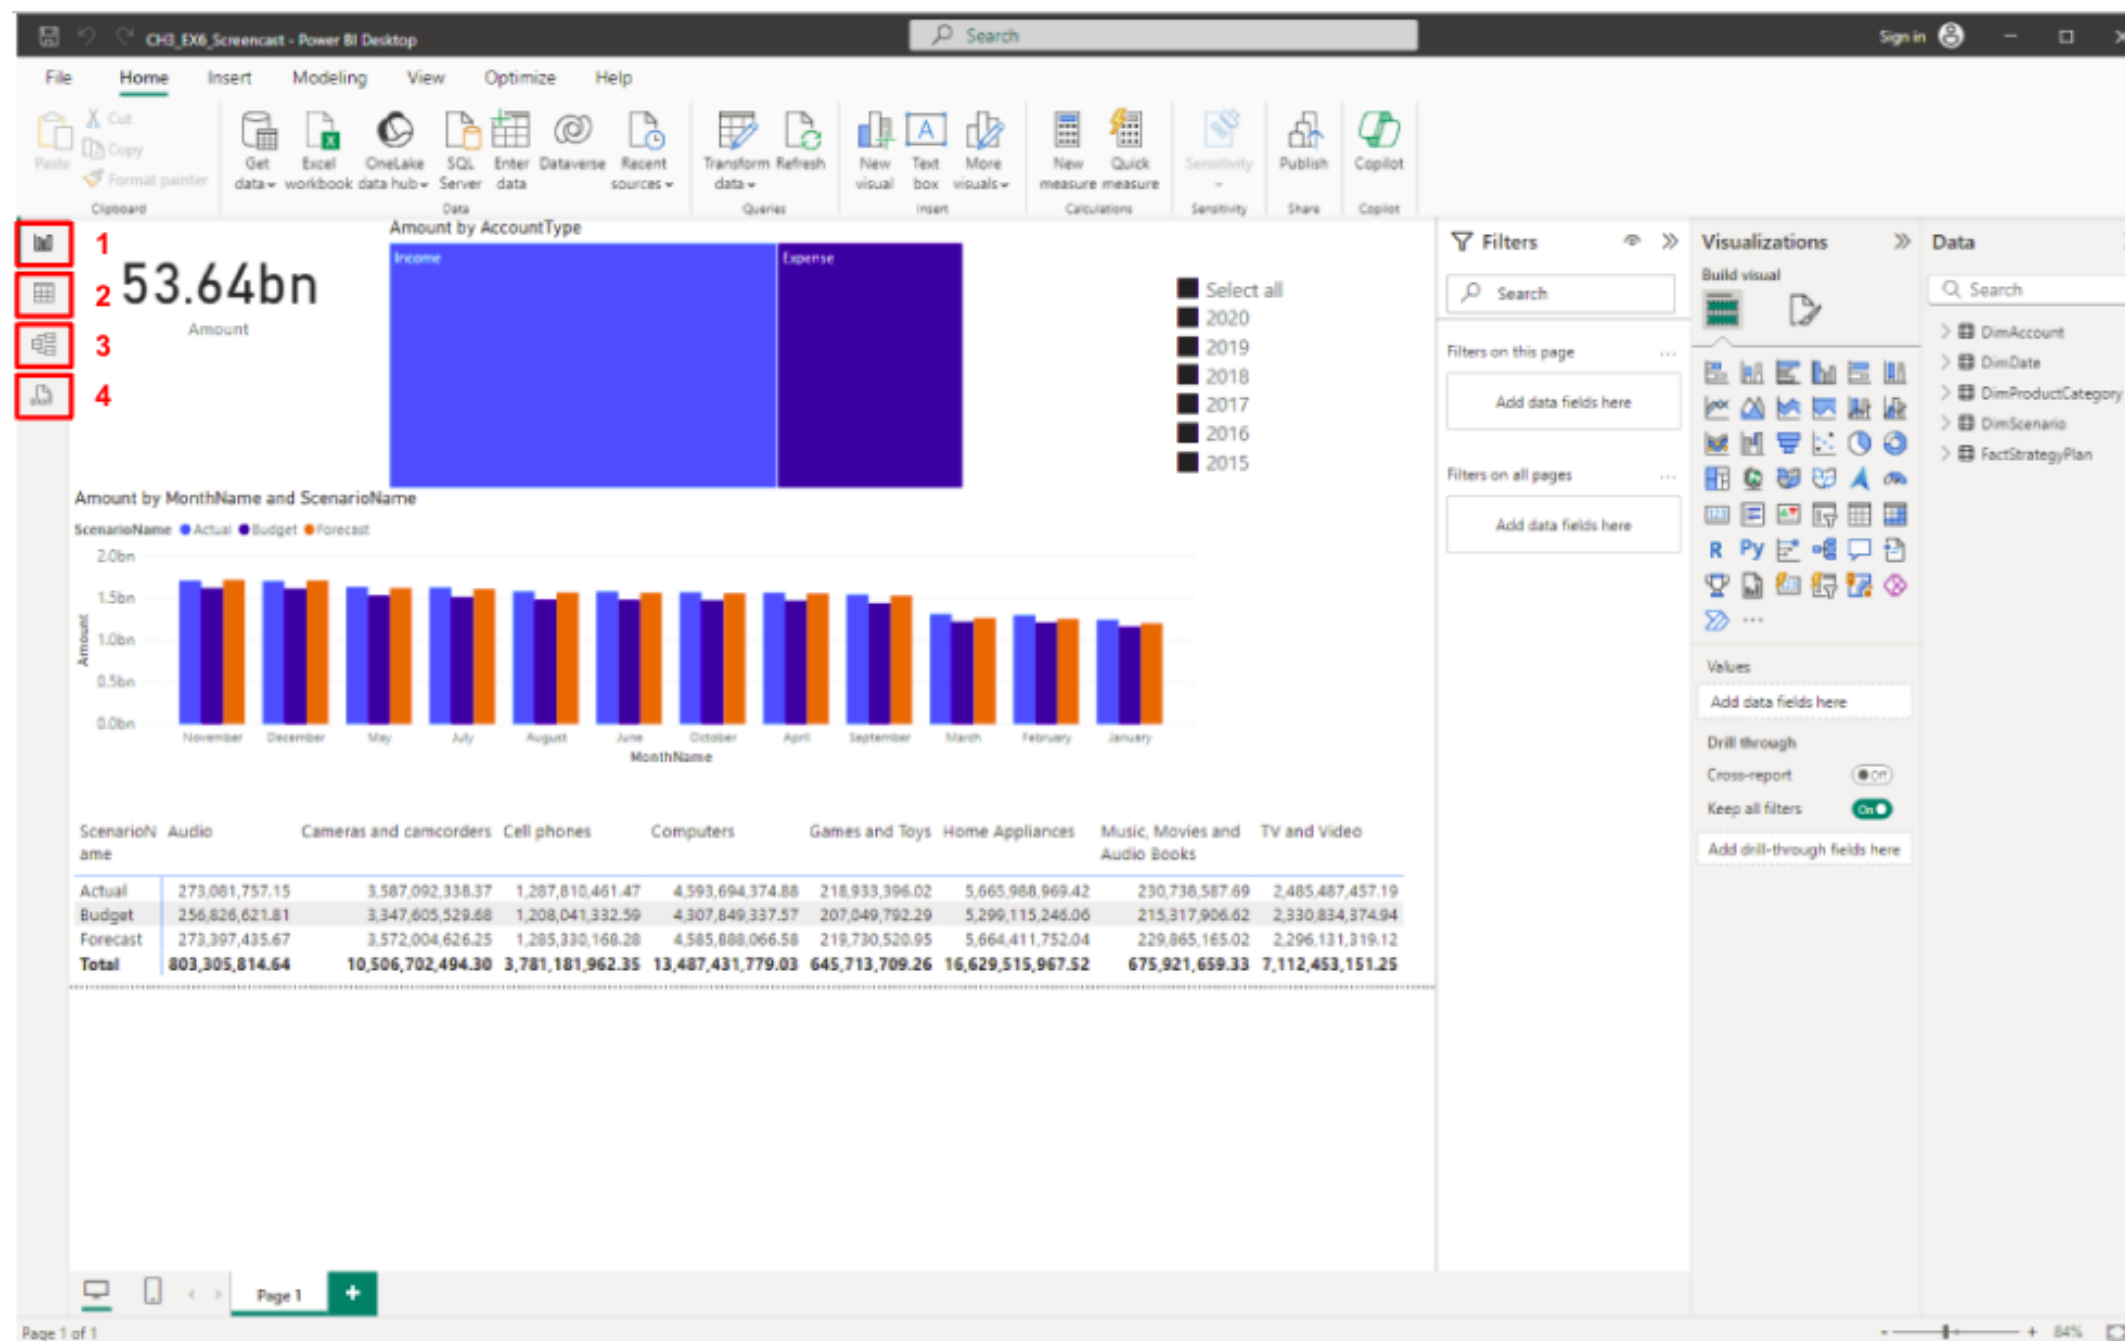 CH3_EX6_Screencast - Power BI Desktop
Search
Sign in
File Home Insert Modeling View Optimize Help
Paste
Cut
Copy
Format painter
Clipboard
Get data
Excel workbook
OneLake data hub
SQL Server
Enter data
Dataverse
Recent sources
Data
Transform data
Refresh
Queries
New visual
Text box
More visuals
Insert
New measure
Quick measure
Calculations
Sensitivity
Sensitivity
Publish
Share
Copilot
Copilot
1
2
3
4
53.64bn
Amount
Amount by AccountType
Income
Expense
Select all
2020
2019
2018
2017
2016
2015
Amount by MonthName and ScenarioName
ScenarioName Actual Budget Forecast
2.0bn
1.5bn
1.0bn
0.5bn
0.0bn
Amount
November December May July August June October April September March February January
MonthName
ScenarioN Audio Cameras and camcorders Cell phones Computers Games and Toys Home Appliances Music, Movies and TV and Video
ame Audio Books
Actual 273,081,757.15 3,587,092,338.37 1,287,810,461.47 4,593,694,374.88 218,933,396.02 5,665,988,969.42 230,738,587.69 2,485,487,457.19
Budget 256,826,621.81 3,347,605,529.68 1,208,041,332.59 4,307,849,337.57 207,049,792.29 5,299,115,246.06 215,317,906.62 2,330,834,374.94
Forecast 273,397,435.67 3,572,004,626.25 1,285,330,168.28 4,585,888,066.58 219,730,520.95 5,664,411,752.04 229,865,165.02 2,296,131,319.12
Total 803,305,814.64 10,506,702,494.30 3,781,181,962.35 13,487,431,779.03 645,713,709.26 16,629,515,967.52 675,921,659.33 7,112,453,151.25
Filters
Search
Filters on this page
Add data fields here
Filters on all pages
Add data fields here
Visualizations
Build visual
123
R Py
Values
Add data fields here
Drill through
Cross-report Off
Keep all filters On
Add drill-through fields here
Data
Search
DimAccount
DimDate
DimProductCategory
DimScenario
FactStrategyPlan
Page 1
Page 1 of 1
84%